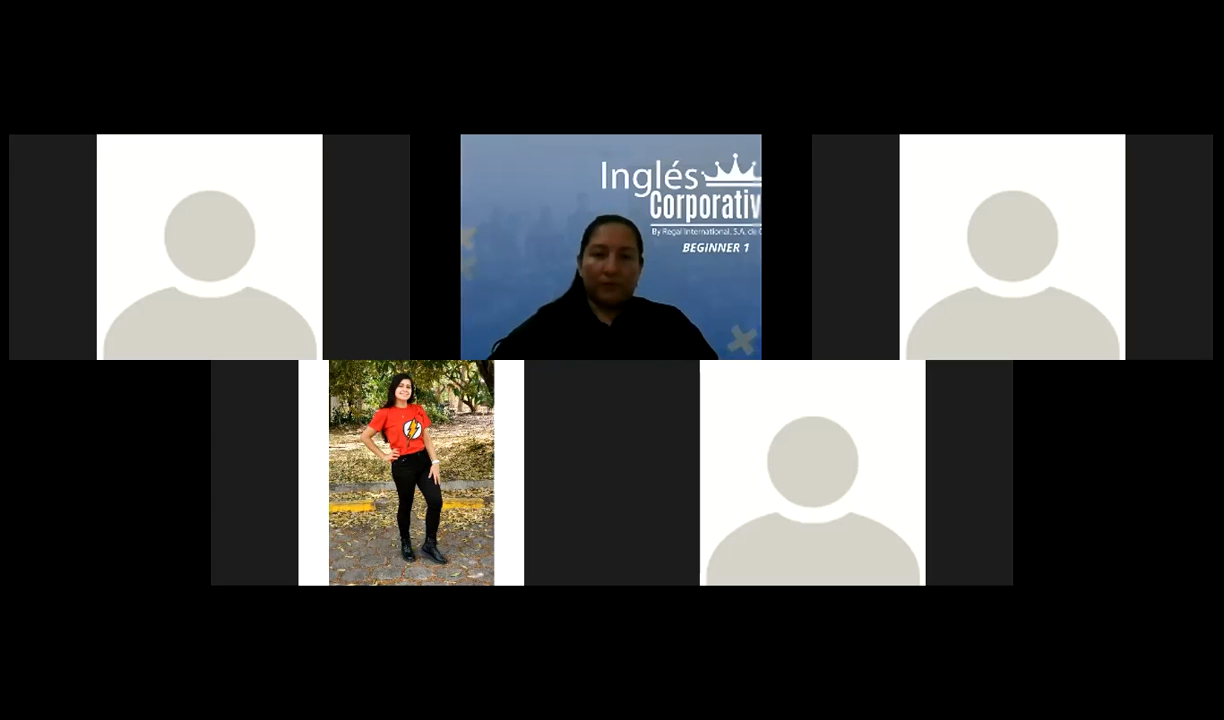 Inglés
Corporativ
By Regal International, S.A. de C
BEGINNER 1